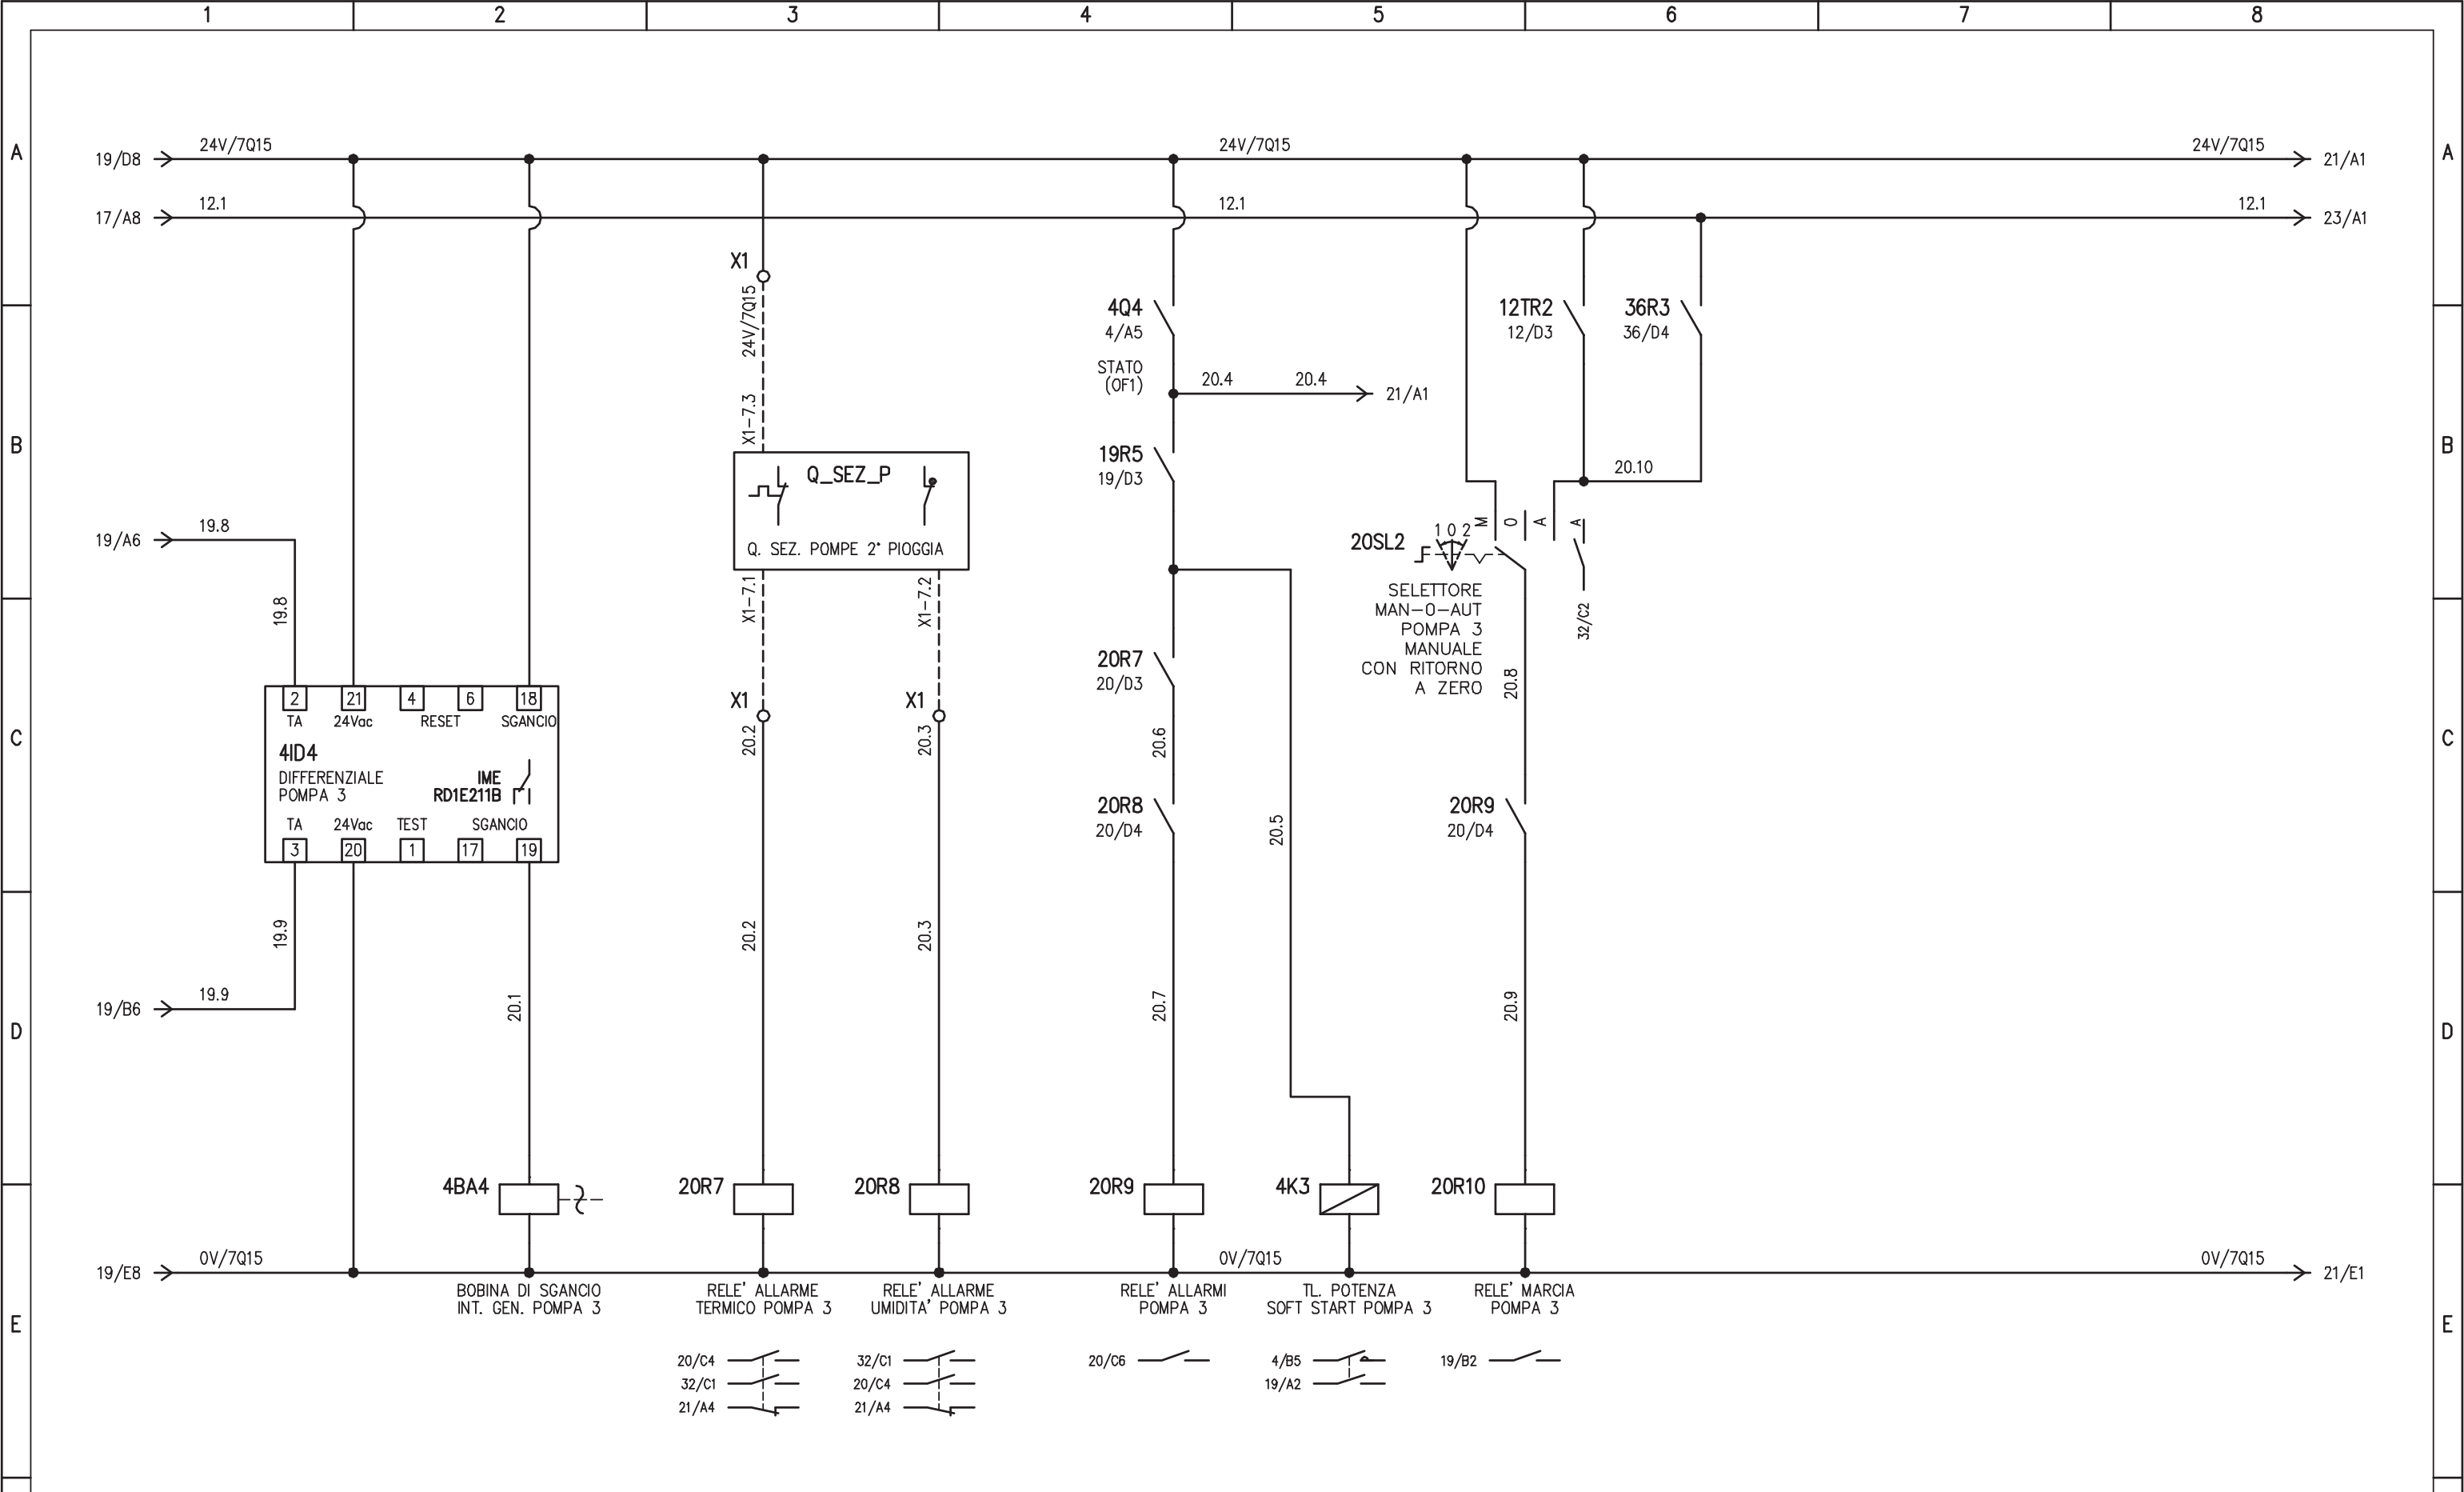 1 2 3 4 5 6 7 8
A A
24V/7Q15 24V/7Q15 24V/7Q15
19/D8 21/A1
12.1 12.1 12.1
17/A8 23/A1
X1
24V/7Q15
X1-7.3
4Q4
4/A5
STATO
(OF1)
20.4 20.4
21/A1
12TR2
12/D3
36R3
36/D4
B B
19R5
19/D3
Q_SEZ_P
Q. SEZ. POMPE 2° PIOGGIA
20.10
M O A A
1 0 2
20SL2
SELETTORE
MAN-O-AUT
POMPA 3
MANUALE
CON RITORNO
A ZERO
32/C2
19.8
19/A6
19.8
X1-7.1
X1-7.2
20R7
20/D3
20.8
2 21 4 6 18
TA 24Vac RESET SGANCIO
X1 X1
20.2
20.3
20.6
C C
4ID4
DIFFERENZIALE
POMPA 3
IME
RD1E211B
TA 24Vac TEST SGANCIO
3 20 1 17 19
20R8
20/D4
20.5
20R9
20/D4
19.9
20.2
20.3
19.9
19/B6
20.1
20.7
20.9
D D
4BA4
20R7
20R8
20R9
4K3
20R10
0V/7Q15 0V/7Q15 0V/7Q15
19/E8 21/E1
BOBINA DI SGANCIO
INT. GEN. POMPA 3
RELE' ALLARME
TERMICO POMPA 3
RELE' ALLARME
UMIDITA' POMPA 3
RELE' ALLARMI
POMPA 3
TL. POTENZA
SOFT START POMPA 3
RELE' MARCIA
POMPA 3
E E
20/C4
32/C1
21/A4
32/C1
20/C4
21/A4
20/C6
4/B5
19/A2
19/B2